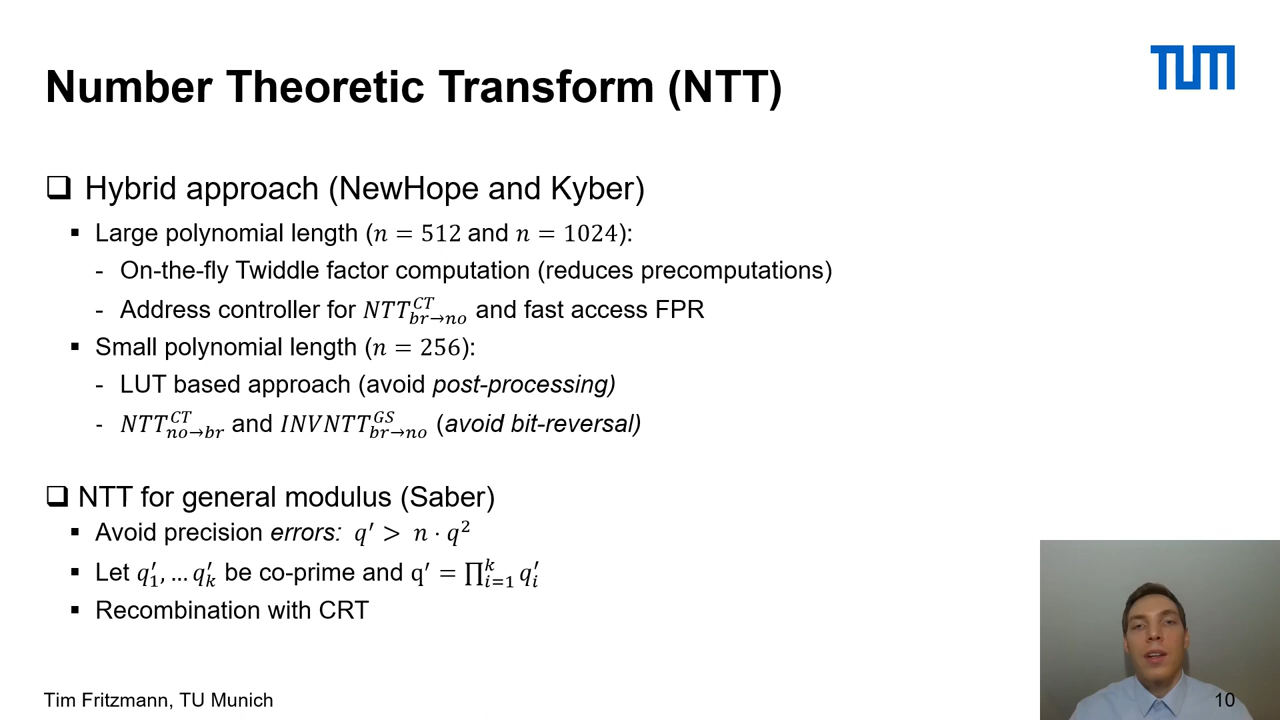 TUM
Number Theoretic Transform (NTT)
❑ Hybrid approach (NewHope and Kyber)
▪ Large polynomial length (𝑛 = 512 and 𝑛 = 1024):
- On-the-fly Twiddle factor computation (reduces precomputations)
- Address controller for $NTT^{CT}_{br→no}$ and fast access FPR
▪ Small polynomial length (𝑛 = 256):
- LUT based approach (avoid post-processing)
- $NTT^{CT}_{no→br}$ and $INVNTT^{GS}_{br→no}$ (avoid bit-reversal)
❑ NTT for general modulus (Saber)
▪ Avoid precision errors: $q′ > n · q^2$
▪ Let $q′_1, … q′_k$ be co-prime and $q′ = ∏^k_{i=1} q′_i$
▪ Recombination with CRT
Tim Fritzmann, TU Munich
10